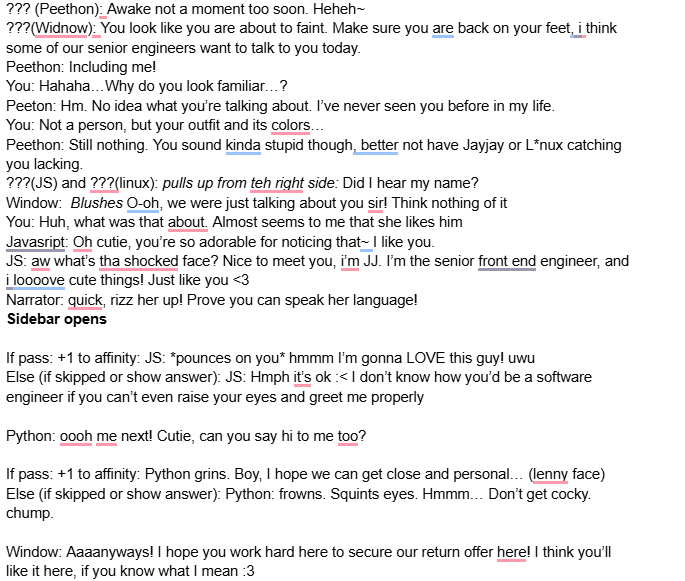 ??? (Peethon): Awake not a moment too soon. Heheh~
???(Widnow): You look like you are about to faint. Make sure you are back on your feet, i think
some of our senior engineers want to talk to you today.
Peethon: Including me!
You: Hahaha…Why do you look familiar…?
Peeton: Hm. No idea what you're talking about. I've never seen you before in my life.
You: Not a person, but your outfit and its colors…
Peethon: Still nothing. You sound kinda stupid though, better not have Jayjay or L*nux catching
you lacking.
???(JS) and ???(linux): pulls up from teh right side: Did I hear my name?
Window:  Blushes O-oh, we were just talking about you sir! Think nothing of it
You: Huh, what was that about. Almost seems to me that she likes him
Javasript: Oh cutie, you're so adorable for noticing that~ I like you.
JS: aw what's tha shocked face? Nice to meet you, i'm JJ. I'm the senior front end engineer, and
i loooove cute things! Just like you <3
Narrator: quick, rizz her up! Prove you can speak her language!
Sidebar opens
If pass: +1 to affinity: JS: *pounces on you* hmmm I'm gonna LOVE this guy! uwu
Else (if skipped or show answer): JS: Hmph it's ok :< I don't know how you'd be a software
engineer if you can't even raise your eyes and greet me properly
Python: oooh me next! Cutie, can you say hi to me too?
If pass: +1 to affinity: Python grins. Boy, I hope we can get close and personal… (lenny face)
Else (if skipped or show answer): Python: frowns. Squints eyes. Hmmm… Don't get cocky.
chump.
Window: Aaaanyways! I hope you work hard here to secure our return offer here! I think you'll
like it here, if you know what I mean :3